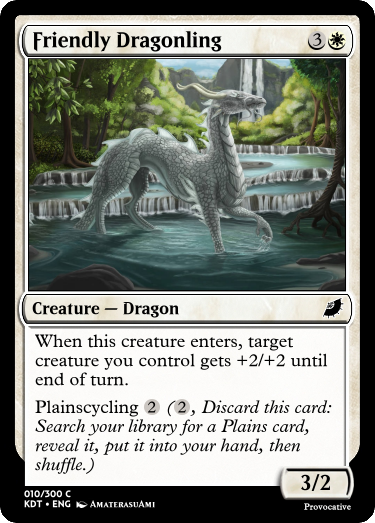 Friendly Dragonling 3
Creature — Dragon
When this creature enters, target
creature you control gets +2/+2 until
end of turn.
Plainscycling 2 (2, Discard this card:
Search your library for a Plains card,
reveal it, put it into your hand, then
shuffle.)
3/2
010/300 C
KDT • ENG AmaterasuAmi
Provocative